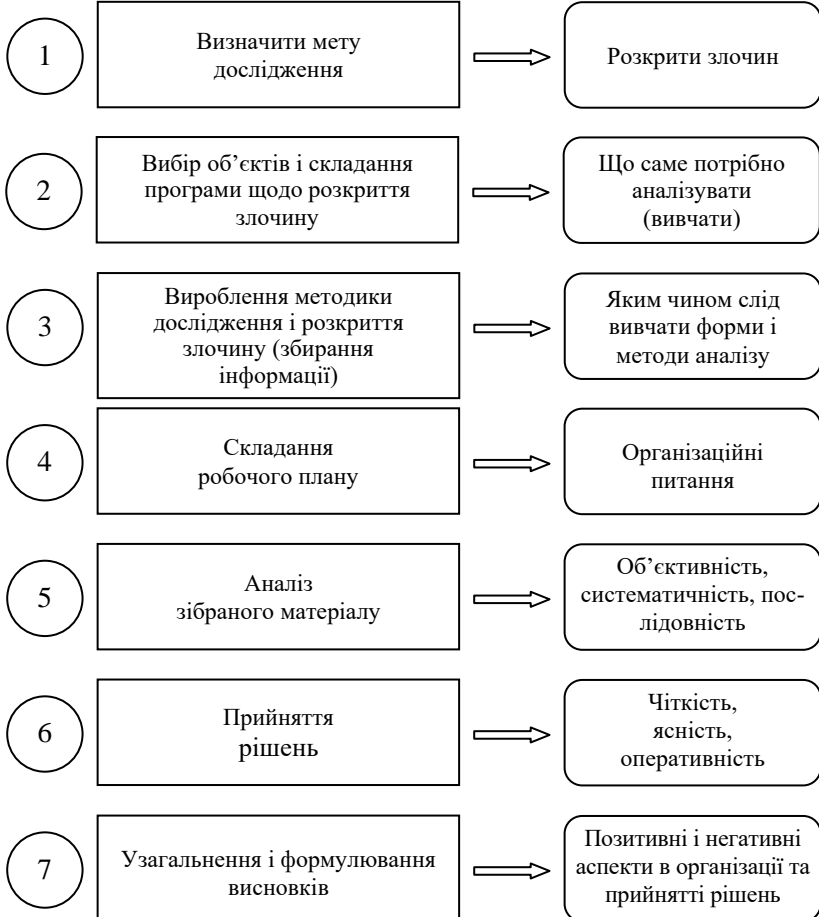 1
Визначити мету
дослідження
Розкрити злочин
2
Вибір об’єктів і складання
програми щодо розкриття
злочину
Що саме потрібно
аналізувати
(вивчати)
3
Вироблення методики
дослідження і розкриття
злочину (збирання
інформації)
Яким чином слід
вивчати форми і
методи аналізу
4
Складання
робочого плану
Організаційні
питання
5
Аналіз
зібраного матеріалу
Об’єктивність,
систематичність, пос-
лідовність
6
Прийняття
рішень
Чіткість,
ясність,
оперативність
7
Узагальнення і формулювання
висновків
Позитивні і негативні
аспекти в організації та
прийнятті рішень